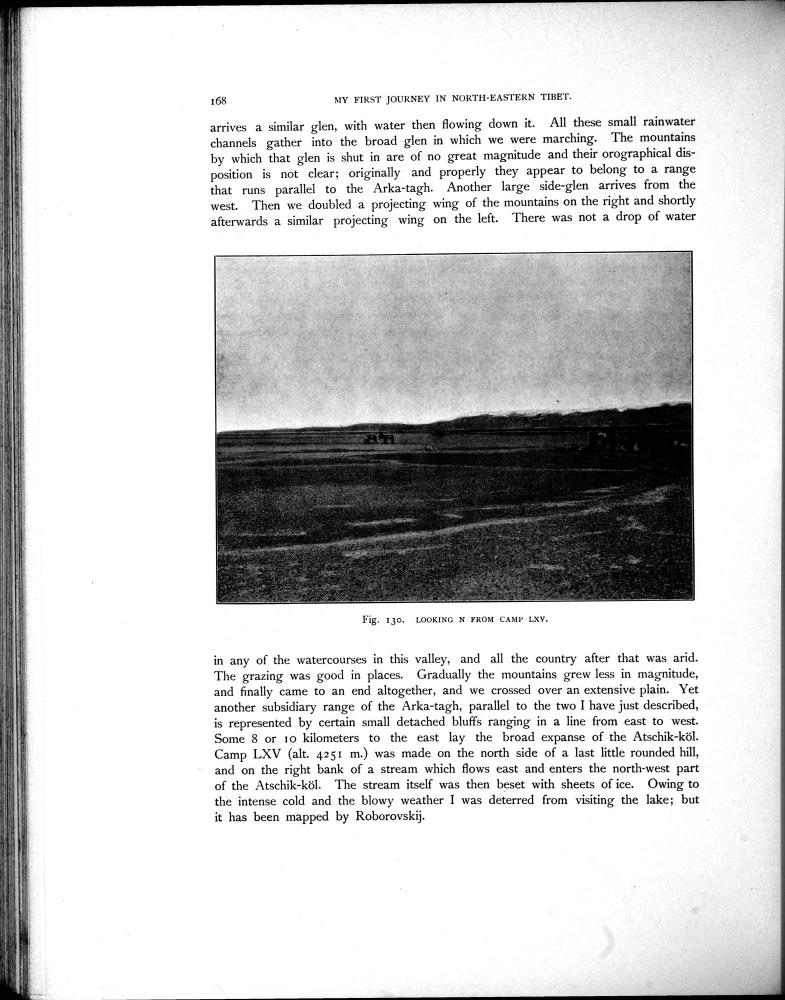 168
MY FIRST JOURNEY IN NORTH-EASTERN TIBET.
arrives a similar glen, with water then flowing down it. All these small rainwater
channels gather into the broad glen in which we were marching. The mountains
by which that glen is shut in are of no great magnitude and their orographical dis-
position is not clear; originally and properly they appear to belong to a range
that runs parallel to the Arka-tagh. Another large side-glen arrives from the
west. Then we doubled a projecting wing of the mountains on the right and shortly
afterwards a similar projecting wing on the left. There was not a drop of water
Fig. 130. LOOKING N FROM CAMP LXV.
in any of the watercourses in this valley, and all the country after that was arid.
The grazing was good in places. Gradually the mountains grew less in magnitude,
and finally came to an end altogether, and we crossed over an extensive plain. Yet
another subsidiary range of the Arka-tagh, parallel to the two I have just described,
is represented by certain small detached bluffs ranging in a line from east to west.
Some 8 or 10 kilometers to the east lay the broad expanse of the Atschik-köl.
Camp LXV (alt. 4251 m.) was made on the north side of a last little rounded hill,
and on the right bank of a stream which flows east and enters the north-west part
of the Atschik-köl. The stream itself was then beset with sheets of ice. Owing to
the intense cold and the blowy weather I was deterred from visiting the lake; but
it has been mapped by Roborovskij.